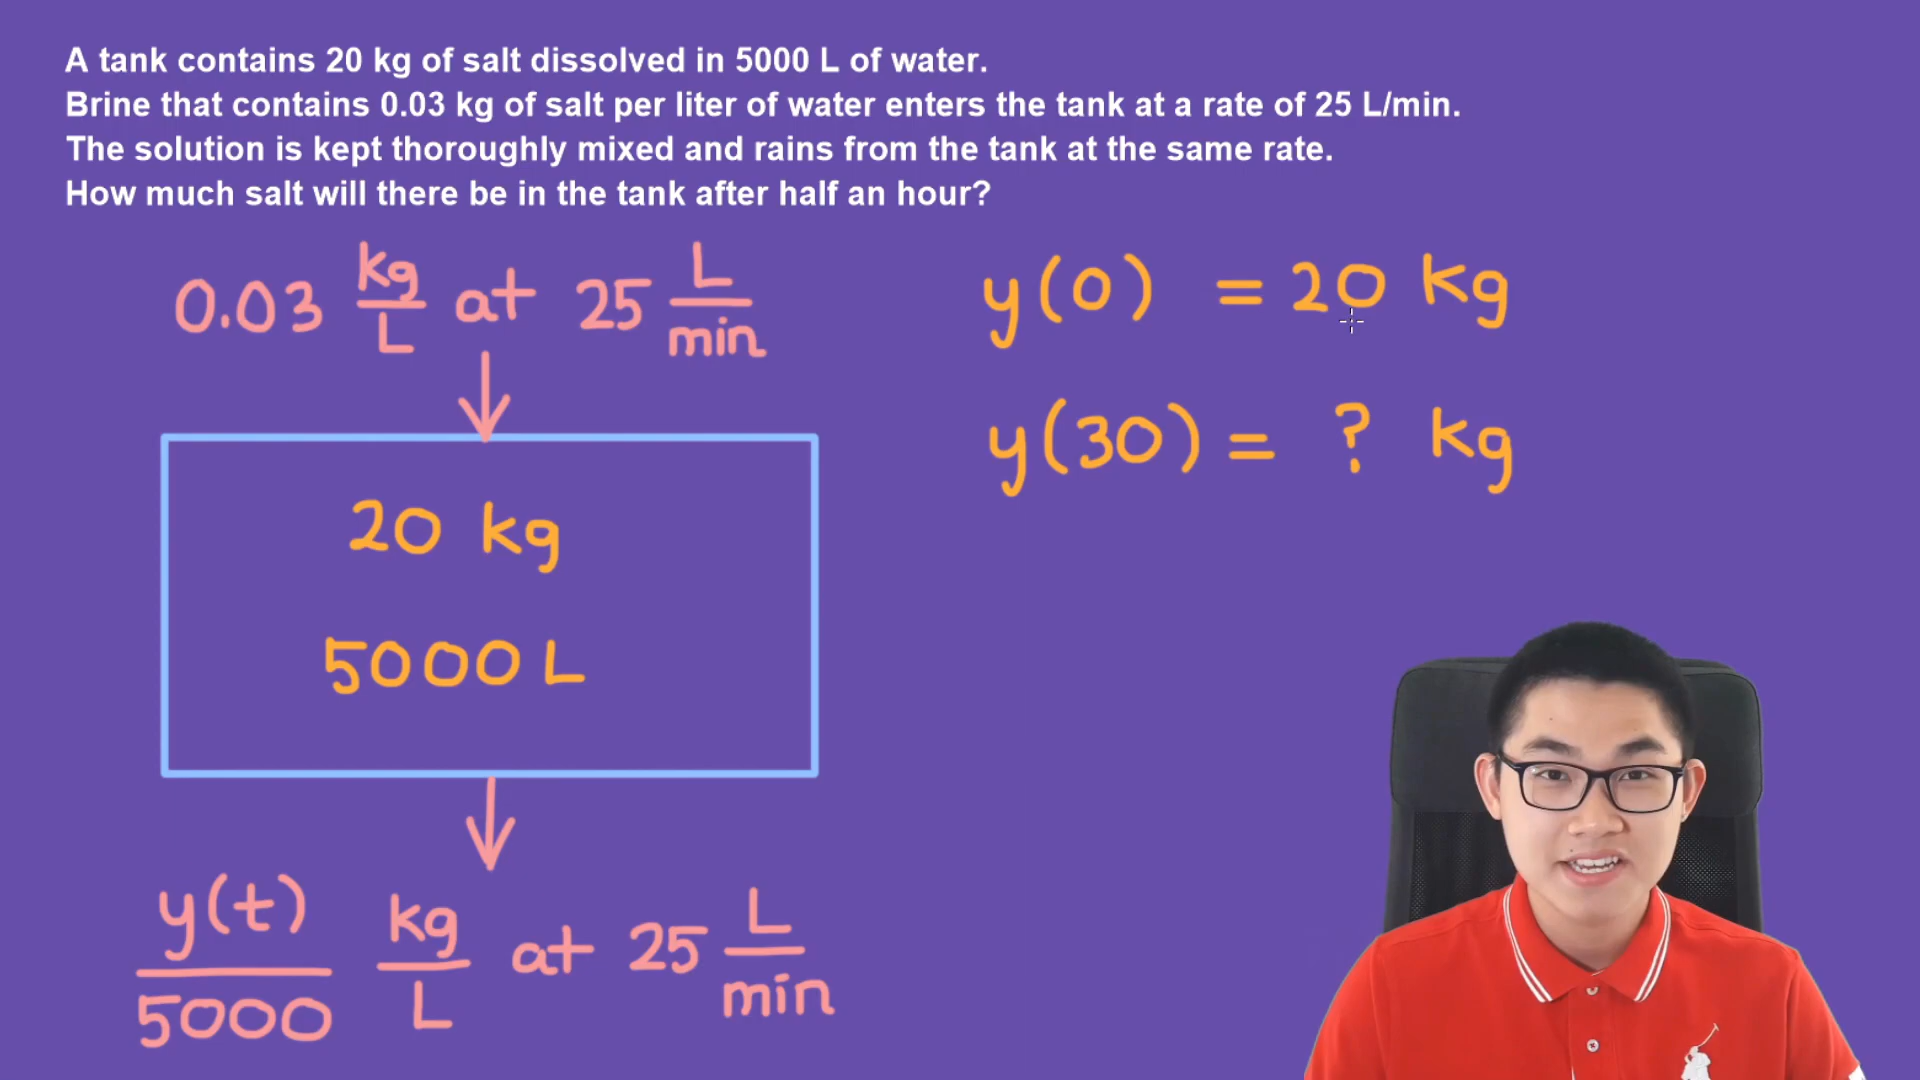 A tank contains 20 kg of salt dissolved in 5000 L of water.
Brine that contains 0.03 kg of salt per liter of water enters the tank at a rate of 25 L/min.
The solution is kept thoroughly mixed and rains from the tank at the same rate.
How much salt will there be in the tank after half an hour?
0.03 kg/L at 25 L/min
y(0) = 20 kg
y(30) = ? kg
20 kg
5000 L
y(t)/5000 kg/L at 25 L/min